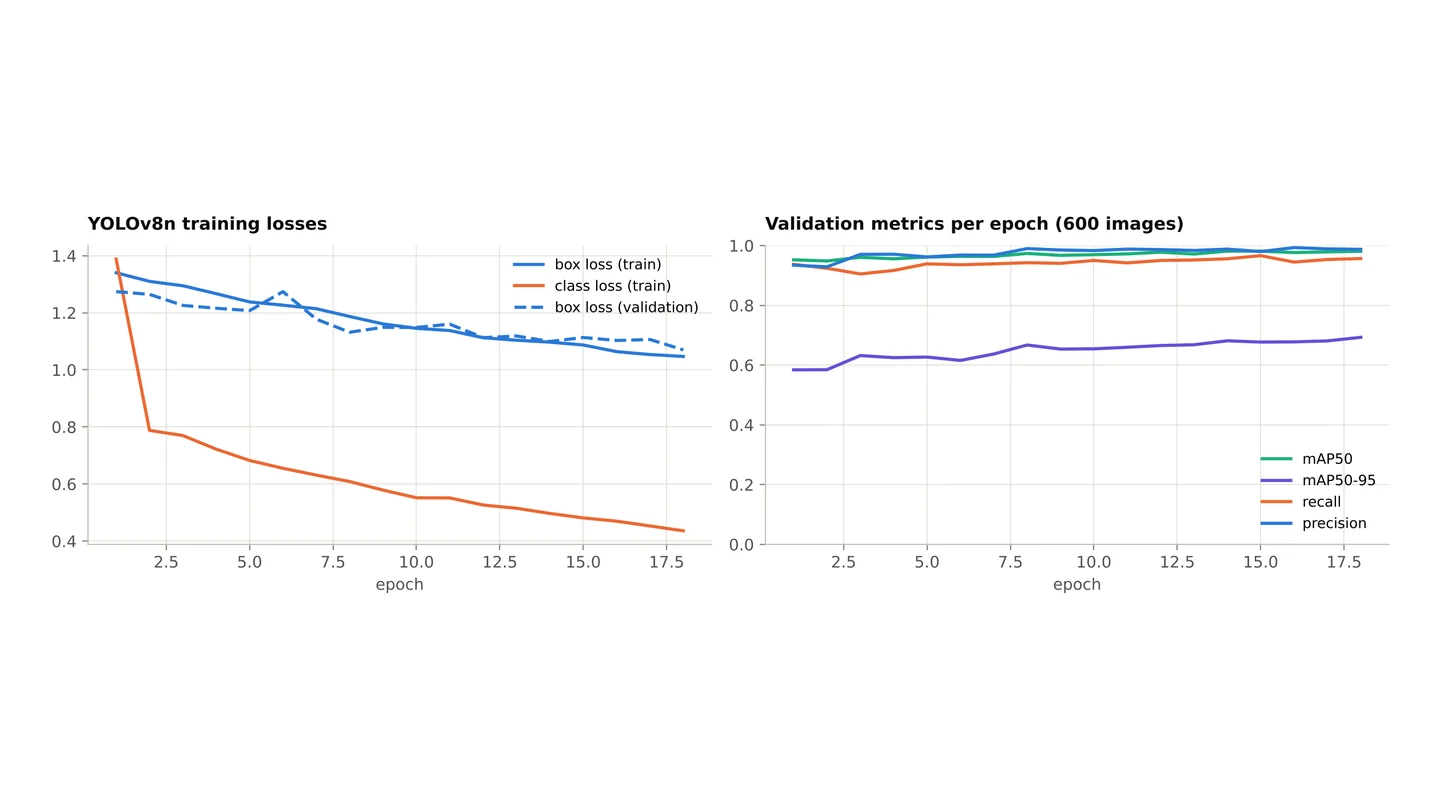 YOLOv8n training losses
1.4
1.2
1.0
0.8
0.6
0.4
box loss (train)
class loss (train)
box loss (validation)
2.5 5.0 7.5 10.0 12.5 15.0 17.5
epoch
Validation metrics per epoch (600 images)
1.0
0.8
0.6
0.4
0.2
0.0
mAP50
mAP50-95
recall
precision
2.5 5.0 7.5 10.0 12.5 15.0 17.5
epoch